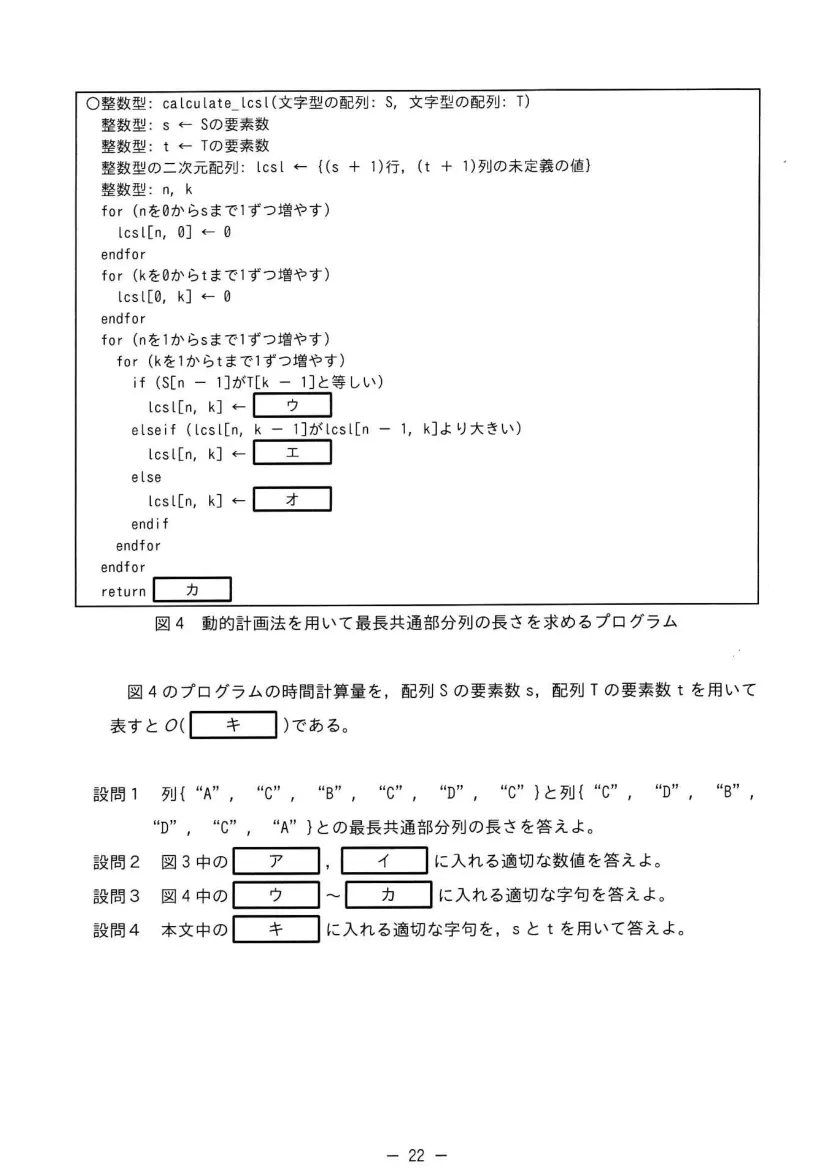 ○整数型: calculate_lcsl(文字型の配列: S, 文字型の配列: T)
整数型: s ← Sの要素数
整数型: t ← Tの要素数
整数型の二次元配列: lcsl ← {(s + 1)行, (t + 1)列の未定義の値}
整数型: n, k
for (nを0からsまで1ずつ増やす)
lcsl[n, 0] ← 0
endfor
for (kを0からtまで1ずつ増やす)
lcsl[0, k] ← 0
endfor
for (nを1からsまで1ずつ増やす)
for (kを1からtまで1ずつ増やす)
if (S[n − 1]がT[k − 1]と等しい)
lcsl[n, k] ← ウ
elseif (lcsl[n, k − 1]がlcsl[n − 1, k]より大きい)
lcsl[n, k] ← エ
else
lcsl[n, k] ← オ
endif
endfor
endfor
return カ
図4 動的計画法を用いて最長共通部分列の長さを求めるプログラム
図4のプログラムの時間計算量を，配列Sの要素数s，配列Tの要素数tを用いて
表すとO( キ )である。
設問1 列{ “A”, “C”, “B”, “C”, “D”, “C” }と列{ “C”, “D”, “B”,
“D”, “C”, “A” }との最長共通部分列の長さを答えよ。
設問2 図3中の ア , イ に入れる適切な数値を答えよ。
設問3 図4中の ウ ～ カ に入れる適切な字句を答えよ。
設問4 本文中の キ に入れる適切な字句を，sとtを用いて答えよ。
− 22 −